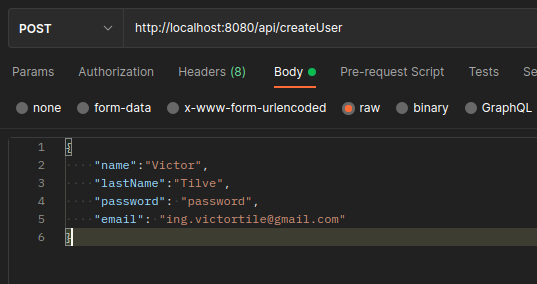 POST http://localhost:8080/api/createUser
Params Authorization Headers (8) Body Pre-request Script Tests Se
none form-data x-www-form-urlencoded raw binary GraphQL
1 {
2 "name":"Victor",
3 "lastName":"Tilve",
4 "password": "password",
5 "email": "ing.victortile@gmail.com"
6 }